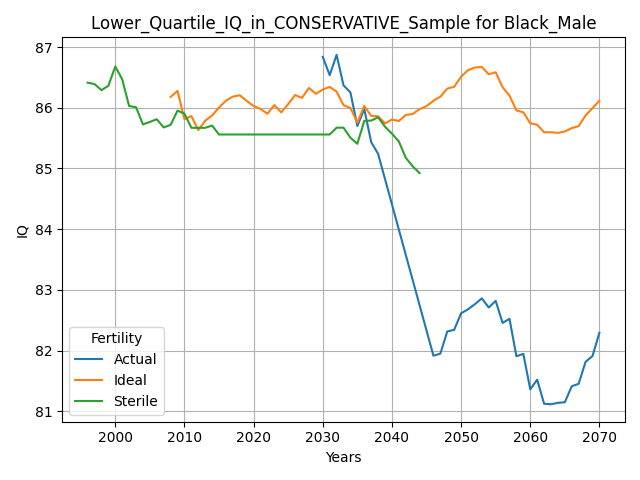 Lower_Quartile_IQ_in_CONSERVATIVE_Sample for Black_Male
87
86
85
84
83
82
81
IQ
Fertility
Actual
Ideal
Sterile
2000 2010 2020 2030 2040 2050 2060 2070
Years